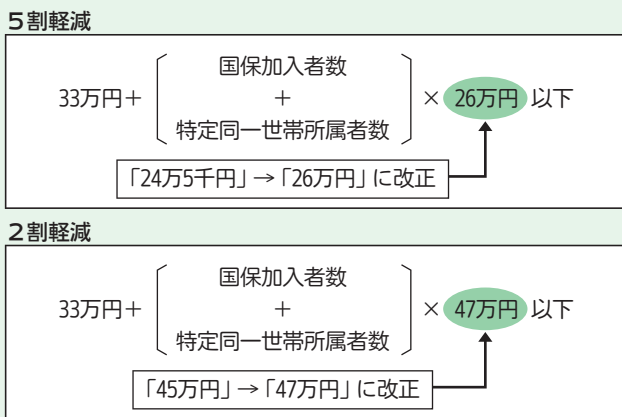 5割軽減
国保加入者数
33万円＋ ＋ × 26万円 以下
特定同一世帯所属者数
「24万5千円」→「26万円」に改正
2割軽減
国保加入者数
33万円＋ ＋ × 47万円 以下
特定同一世帯所属者数
「45万円」→「47万円」に改正